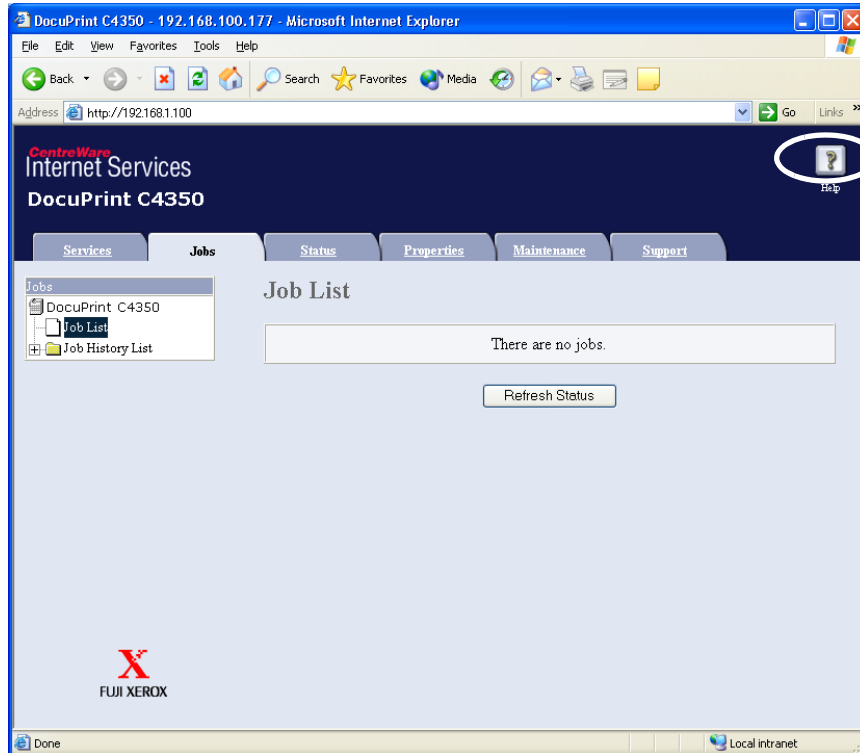 DocuPrint C4350 - 192.168.100.177 - Microsoft Internet Explorer
File Edit View Favorites Tools Help
Back Search Favorites Media
Address http://192.168.1.100 Go Links »
CentreWare
Internet Services
DocuPrint C4350
? Help
Services Jobs Status Properties Maintenance Support
Jobs
DocuPrint C4350
Job List
Job History List
Job List
There are no jobs.
Refresh Status
X
FUJI XEROX
Done Local intranet